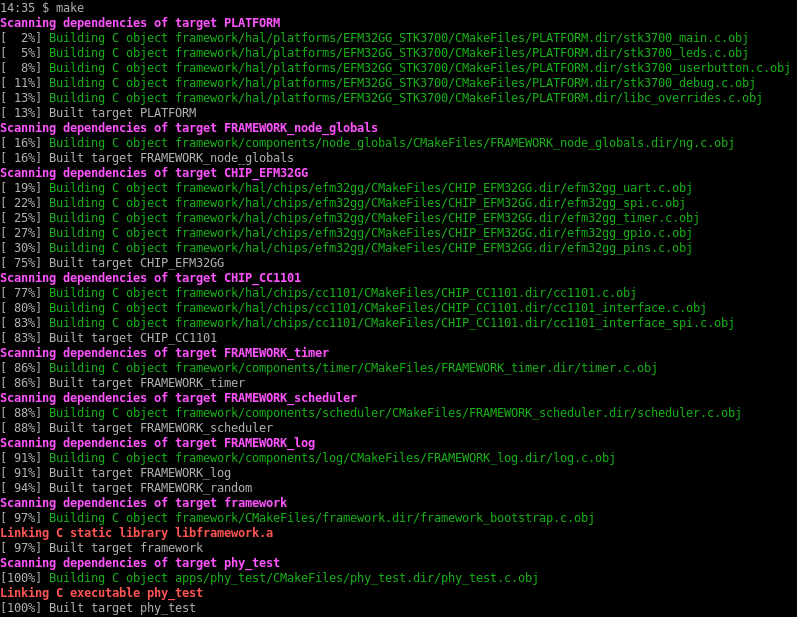 14:35 $ make
Scanning dependencies of target PLATFORM
[  2%] Building C object framework/hal/platforms/EFM32GG_STK3700/CMakeFiles/PLATFORM.dir/stk3700_main.c.obj
[  5%] Building C object framework/hal/platforms/EFM32GG_STK3700/CMakeFiles/PLATFORM.dir/stk3700_leds.c.obj
[  8%] Building C object framework/hal/platforms/EFM32GG_STK3700/CMakeFiles/PLATFORM.dir/stk3700_userbutton.c.obj
[ 11%] Building C object framework/hal/platforms/EFM32GG_STK3700/CMakeFiles/PLATFORM.dir/stk3700_debug.c.obj
[ 13%] Building C object framework/hal/platforms/EFM32GG_STK3700/CMakeFiles/PLATFORM.dir/libc_overrides.c.obj
[ 13%] Built target PLATFORM
Scanning dependencies of target FRAMEWORK_node_globals
[ 16%] Building C object framework/components/node_globals/CMakeFiles/FRAMEWORK_node_globals.dir/ng.c.obj
[ 16%] Built target FRAMEWORK_node_globals
Scanning dependencies of target CHIP_EFM32GG
[ 19%] Building C object framework/hal/chips/efm32gg/CMakeFiles/CHIP_EFM32GG.dir/efm32gg_uart.c.obj
[ 22%] Building C object framework/hal/chips/efm32gg/CMakeFiles/CHIP_EFM32GG.dir/efm32gg_spi.c.obj
[ 25%] Building C object framework/hal/chips/efm32gg/CMakeFiles/CHIP_EFM32GG.dir/efm32gg_timer.c.obj
[ 27%] Building C object framework/hal/chips/efm32gg/CMakeFiles/CHIP_EFM32GG.dir/efm32gg_gpio.c.obj
[ 30%] Building C object framework/hal/chips/efm32gg/CMakeFiles/CHIP_EFM32GG.dir/efm32gg_pins.c.obj
[ 75%] Built target CHIP_EFM32GG
Scanning dependencies of target CHIP_CC1101
[ 77%] Building C object framework/hal/chips/cc1101/CMakeFiles/CHIP_CC1101.dir/cc1101.c.obj
[ 80%] Building C object framework/hal/chips/cc1101/CMakeFiles/CHIP_CC1101.dir/cc1101_interface.c.obj
[ 83%] Building C object framework/hal/chips/cc1101/CMakeFiles/CHIP_CC1101.dir/cc1101_interface_spi.c.obj
[ 83%] Built target CHIP_CC1101
Scanning dependencies of target FRAMEWORK_timer
[ 86%] Building C object framework/components/timer/CMakeFiles/FRAMEWORK_timer.dir/timer.c.obj
[ 86%] Built target FRAMEWORK_timer
Scanning dependencies of target FRAMEWORK_scheduler
[ 88%] Building C object framework/components/scheduler/CMakeFiles/FRAMEWORK_scheduler.dir/scheduler.c.obj
[ 88%] Built target FRAMEWORK_scheduler
Scanning dependencies of target FRAMEWORK_log
[ 91%] Building C object framework/components/log/CMakeFiles/FRAMEWORK_log.dir/log.c.obj
[ 91%] Built target FRAMEWORK_log
[ 94%] Built target FRAMEWORK_random
Scanning dependencies of target framework
[ 97%] Building C object framework/CMakeFiles/framework.dir/framework_bootstrap.c.obj
Linking C static library libframework.a
[ 97%] Built target framework
Scanning dependencies of target phy_test
[100%] Building C object apps/phy_test/CMakeFiles/phy_test.dir/phy_test.c.obj
Linking C executable phy_test
[100%] Built target phy_test